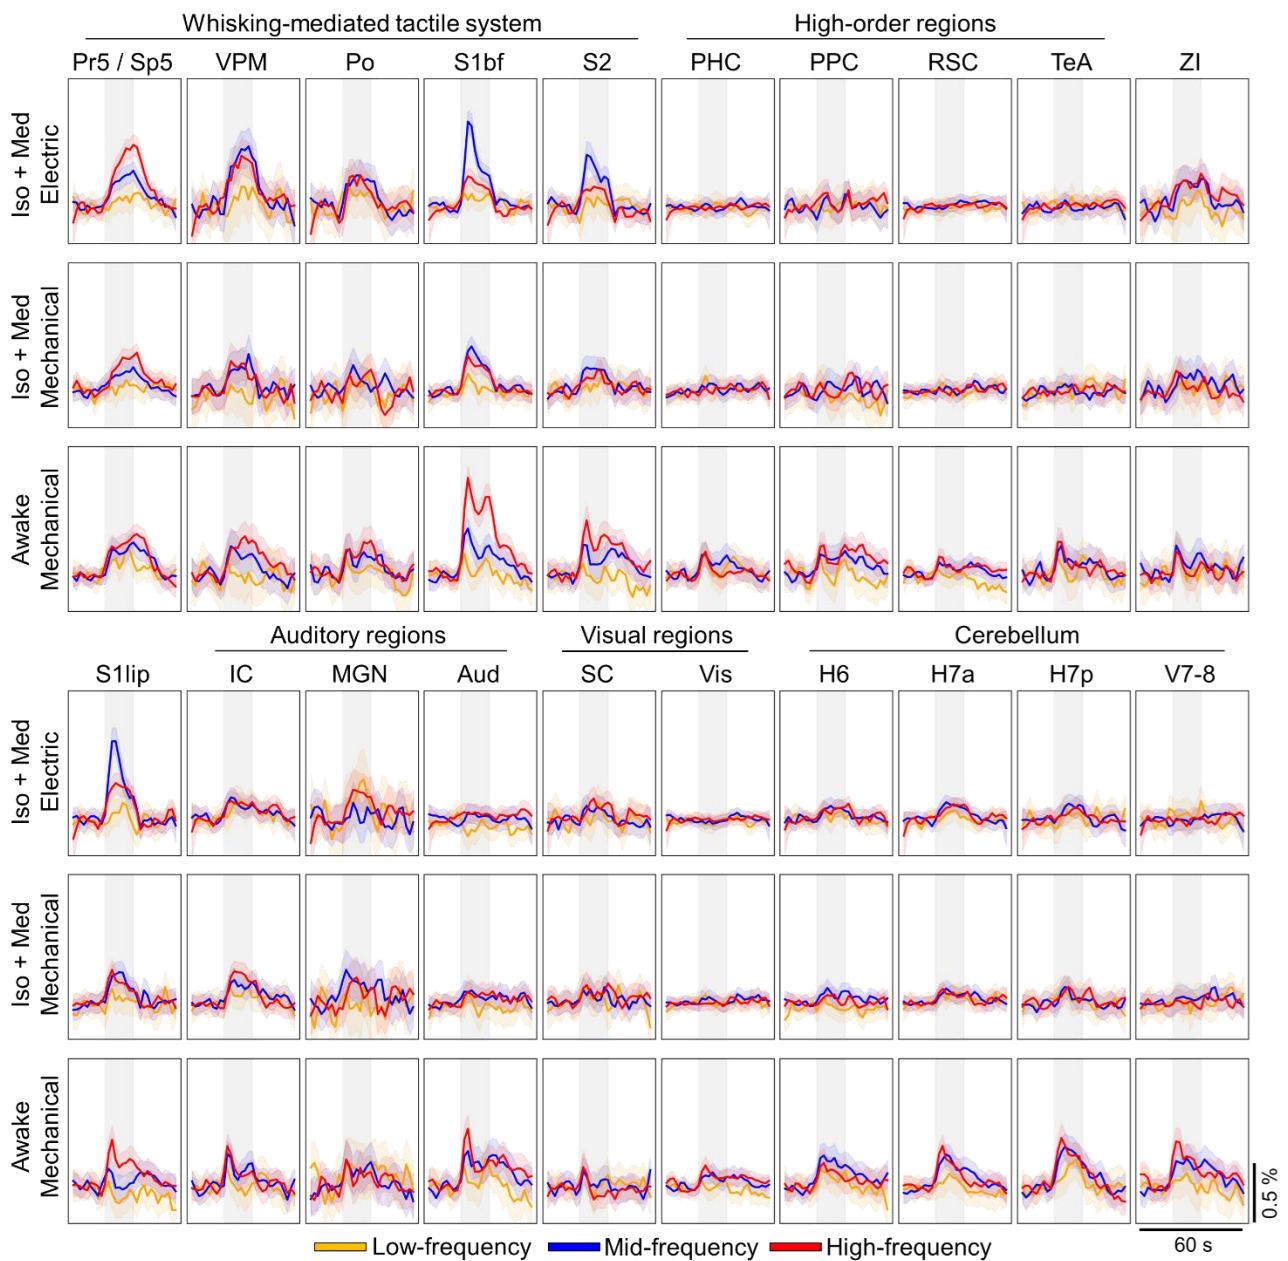 Whisking-mediated tactile system High-order regions
Pr5 / Sp5 VPM Po S1bf S2 PHC PPC RSC TeA ZI
Iso + Med
Electric
Iso + Med
Mechanical
Awake
Mechanical
Auditory regions Visual regions Cerebellum
S1lip IC MGN Aud SC Vis H6 H7a H7p V7-8
Iso + Med
Electric
Iso + Med
Mechanical
Awake
Mechanical
0.5 %
60 s
Low-frequency Mid-frequency High-frequency